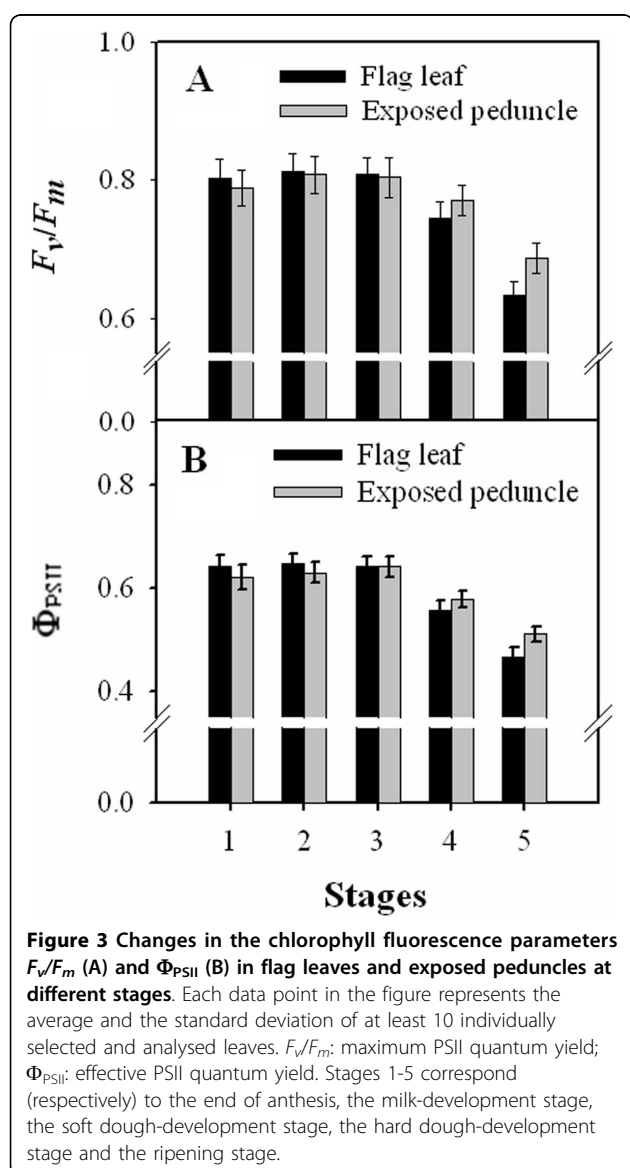 1.0
A
Flag leaf
Exposed peduncle
0.8
Fv/Fm
0.6
0.0
B
Flag leaf
Exposed peduncle
0.8
0.6
ΦPSII
0.4
0.0
1 2 3 4 5
Stages
Figure 3 Changes in the chlorophyll fluorescence parameters
Fv/Fm (A) and ΦPSII (B) in flag leaves and exposed peduncles at
different stages. Each data point in the figure represents the
average and the standard deviation of at least 10 individually
selected and analysed leaves. Fv/Fm: maximum PSII quantum yield;
ΦPSII: effective PSII quantum yield. Stages 1-5 correspond
(respectively) to the end of anthesis, the milk-development stage,
the soft dough-development stage, the hard dough-development
stage and the ripening stage.